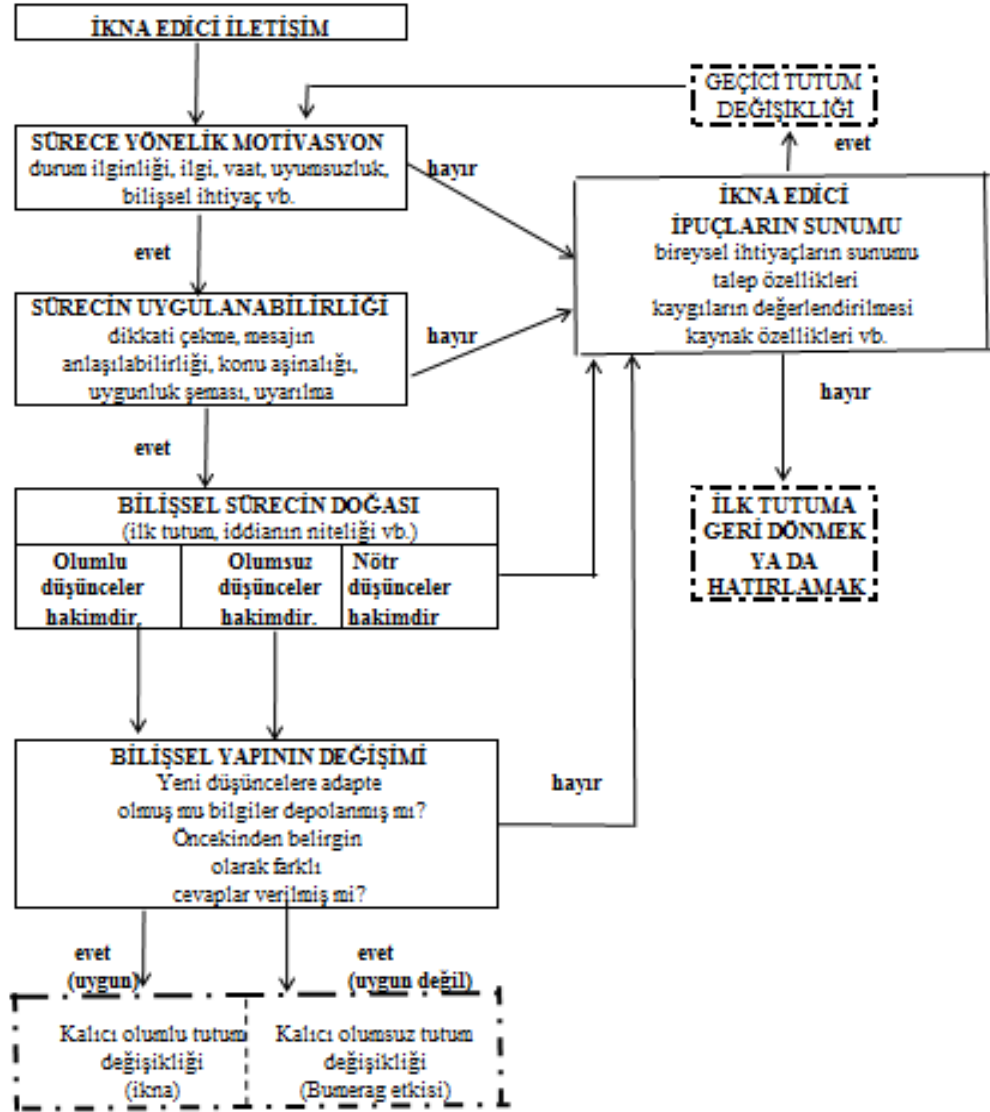 İKNA EDİCİ İLETİŞİM
GEÇİCİ TUTUM
DEĞİŞİKLİĞİ
SÜRECE YÖNELİK MOTİVASYON
durum ilginliği, ilgi, vaat, uyumsuzluk,
bilişsel ihtiyaç vb.
hayır
evet
İKNA EDİCİ
İPUÇLARIN SUNUMU
bireysel ihtiyaçların sunumu
talep özellikleri
kaygıların değerlendirilmesi
kaynak özellikleri vb.
evet
SÜRECİN UYGULANABİLİRLİĞİ
dikkati çekme, mesajın
anlaşılabilirliği, konu aşinalığı,
uygunluk şeması, uyarılma
hayır
hayır
evet
BİLİŞSEL SÜRECİN DOĞASI
(ilk tutum, iddianın niteliği vb.)
Olumlu
düşünceler
hakimdir.
Olumsuz
düşünceler
hakimdir.
Nötr
düşünceler
hakimdir
İLK TUTUMA
GERİ DÖNMEK
YA DA
HATIRLAMAK
BİLİŞSEL YAPININ DEĞİŞİMİ
Yeni düşüncelere adapte
olmuş mu bilgiler depolanmış mı?
Öncekinden belirgin
olarak farklı
cevaplar verilmiş mi?
hayır
evet
(uygun)
evet
(uygun değil)
Kalıcı olumlu tutum
değişikliği
(ikna)
Kalıcı olumsuz tutum
değişikliği
(Bumerag etkisi)